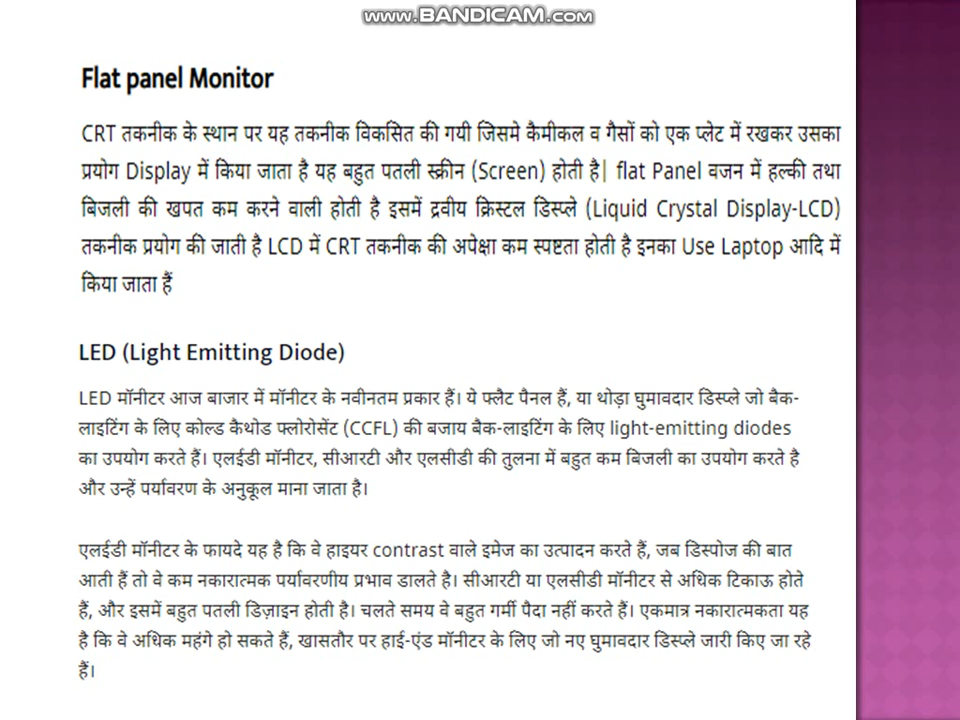 www.BANDICAM.com
Flat panel Monitor
CRT तकनीक के स्थान पर यह तकनीक विकसित की गयी जिसमे कैमीकल व गैसों को एक प्लेट में रखकर उसका
प्रयोग Display में किया जाता है यह बहुत पतली स्क्रीन (Screen) होती है| flat Panel वजन में हल्की तथा
बिजली की खपत कम करने वाली होती है इसमें द्रवीय क्रिस्टल डिस्प्ले (Liquid Crystal Display-LCD)
तकनीक प्रयोग की जाती है LCD में CRT तकनीक की अपेक्षा कम स्पष्टता होती है इनका Use Laptop आदि में
किया जाता हैं
LED (Light Emitting Diode)
LED मॉनीटर आज बाजार में मॉनीटर के नवीनतम प्रकार हैं। ये फ्लैट पैनल हैं, या थोड़ा घुमावदार डिस्प्ले जो बैक-
लाइटिंग के लिए कोल्ड कैथोड फ्लोरोसेंट (CCFL) की बजाय बैक-लाइटिंग के लिए light-emitting diodes
का उपयोग करते हैं। एलईडी मॉनीटर, सीआरटी और एलसीडी की तुलना में बहुत कम बिजली का उपयोग करते है
और उन्हें पर्यावरण के अनुकूल माना जाता है।
एलईडी मॉनीटर के फायदे यह है कि वे हाइयर contrast वाले इमेज का उत्पादन करते हैं, जब डिस्पोज की बात
आती हैं तो वे कम नकारात्मक पर्यावरणीय प्रभाव डालते है। सीआरटी या एलसीडी मॉनीटर से अधिक टिकाऊ होते
हैं, और इसमें बहुत पतली डिज़ाइन होती है। चलते समय वे बहुत गर्मी पैदा नहीं करते हैं। एकमात्र नकारात्मकता यह
है कि वे अधिक महंगे हो सकते हैं, खासतौर पर हाई-एंड मॉनीटर के लिए जो नए घुमावदार डिस्प्ले जारी किए जा रहे
हैं।